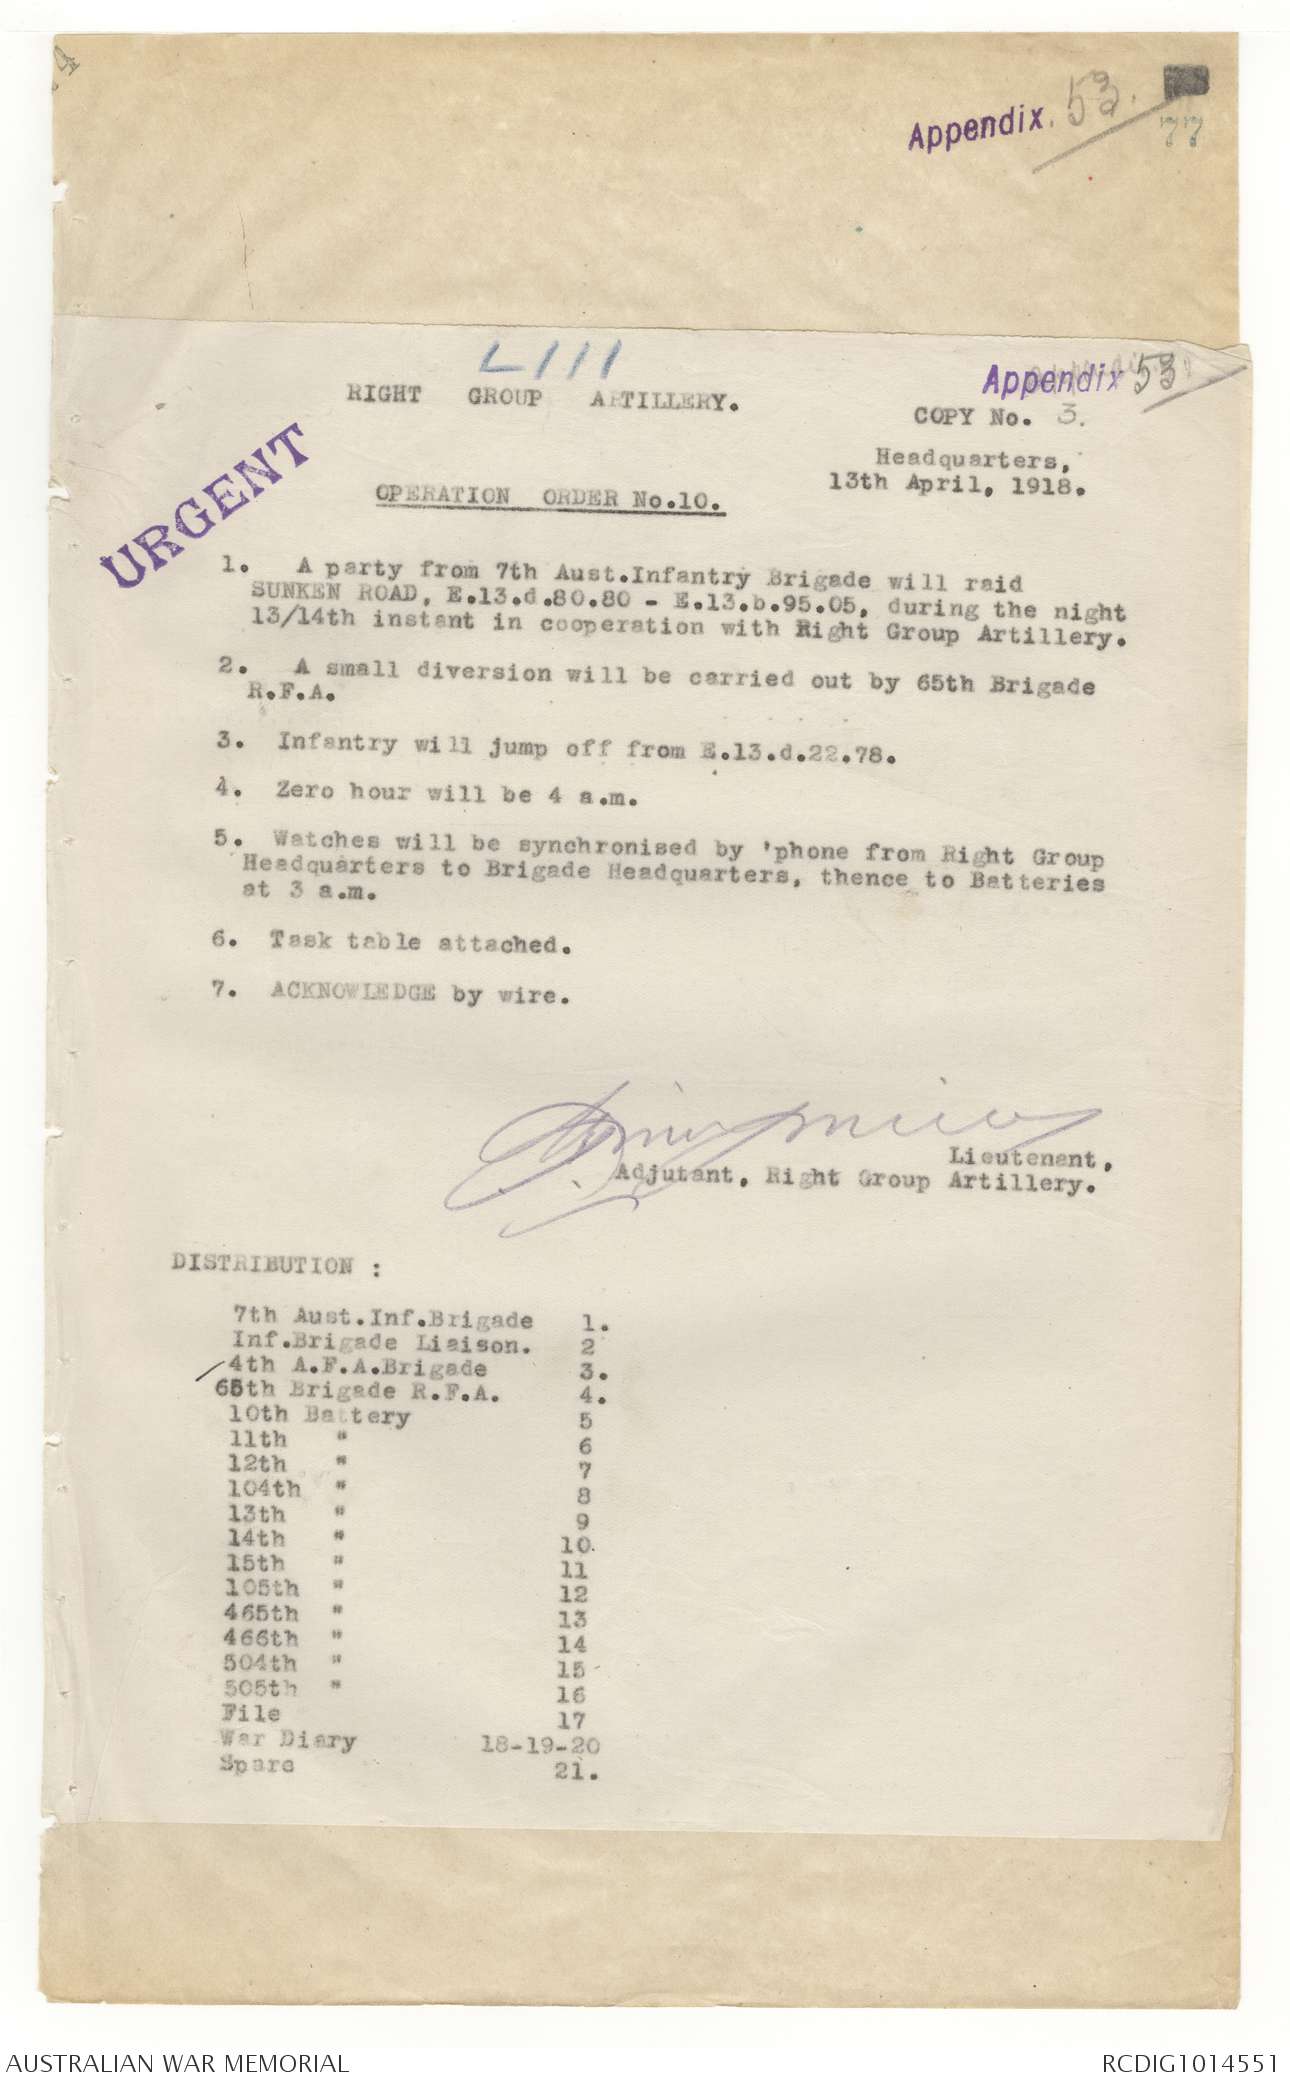 Appendix. 53.
77
LIII
Appendix 53
RIGHT GROUP ARTILLERY.
COPY No. 3.
Headquarters,
13th April, 1918.
URGENT
OPERATION ORDER No.10.
1. A party from 7th Aust.Infantry Brigade will raid
SUNKEN ROAD, E.13.d.80.80 - E.13.b.95.05, during the night
13/14th instant in cooperation with Right Group Artillery.
2. A small diversion will be carried out by 65th Brigade
R.F.A.
3. Infantry will jump off from E.13.d.22.78.
4. Zero hour will be 4 a.m.
5. Watches will be synchronised by 'phone from Right Group
Headquarters to Brigade Headquarters, thence to Batteries
at 3 a.m.
6. Task table attached.
7. ACKNOWLEDGE by wire.
Lieutenant,
Adjutant, Right Group Artillery.
DISTRIBUTION :
7th Aust.Inf.Brigade 1.
Inf.Brigade Liaison. 2
4th A.F.A.Brigade 3.
65th Brigade R.F.A. 4.
10th Battery 5
11th " 6
12th " 7
104th " 8
13th " 9
14th " 10.
15th " 11
105th " 12
465th " 13
466th " 14
504th " 15
505th " 16
File 17
War Diary 18-19-20
Spare 21.
AUSTRALIAN WAR MEMORIAL
RCDIG1014551